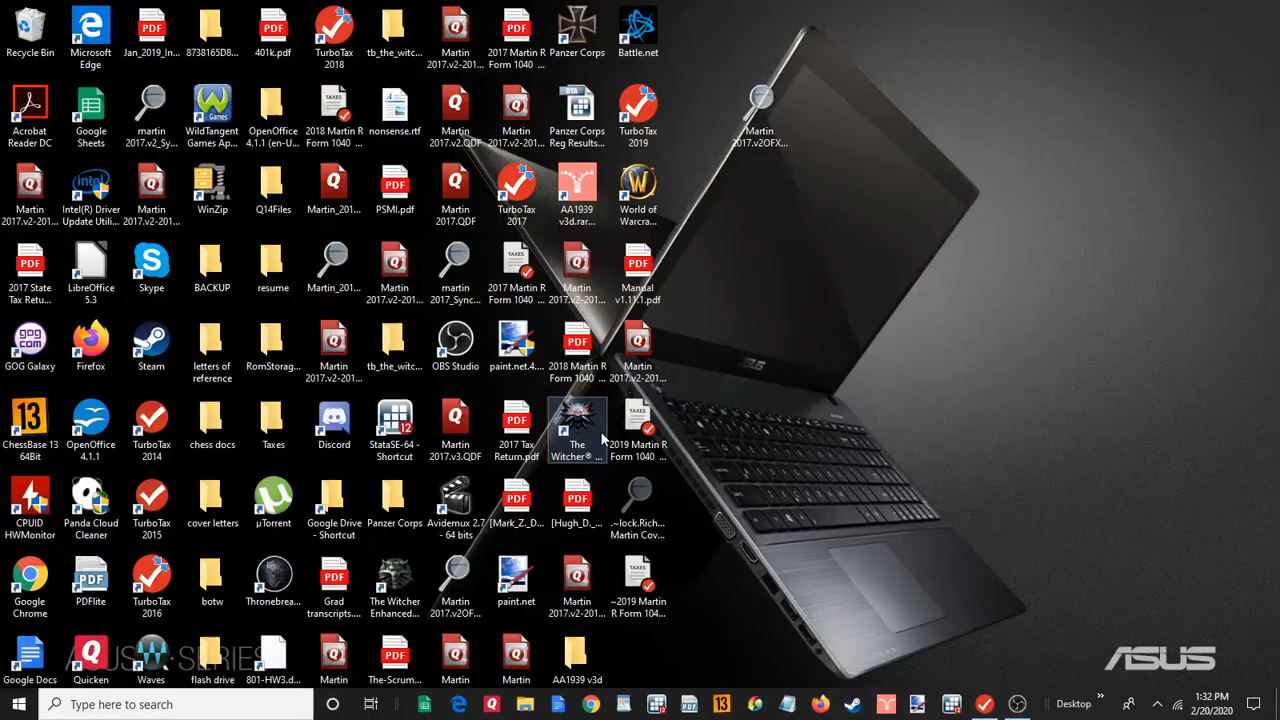 Recycle Bin
Microsoft
Edge
Jan_2019_In...
8738165D8...
401k.pdf
TurboTax
2018
tb_the_witc...
Martin
2017.v2-201...
2017 Martin R
Form 1040 ...
Panzer Corps
Battle.net
Acrobat
Reader DC
Google
Sheets
martin
2017.v2_Sy...
WildTangent
Games Ap...
OpenOffice
4.1.1 (en-U...
2018 Martin R
Form 1040 ...
nonsense.rtf
Martin
2017.v2.QDF
Martin
2017.v2-201...
Panzer Corps
Reg Results...
TurboTax
2019
Martin
2017.v2OFX...
Martin
2017.v2-201...
Intel(R) Driver
Update Utili...
Martin
2017.v2-201...
WinZip
Q14Files
Martin_201...
PSMI.pdf
Martin
2017.QDF
TurboTax
2017
AA1939
v3d.rar...
World of
Warcra...
2017 State
Tax Retu...
LibreOffice
5.3
Skype
BACKUP
resume
Martin_201...
Martin
2017.v2-201...
martin
2017_Sync...
2017 Martin R
Form 1040 ...
Martin
2017.v2-201...
Manual
v1.11.1.pdf
GOG Galaxy
Firefox
Steam
letters of
reference
RomStorag...
Martin
2017.v2-201...
tb_the_witc...
OBS Studio
paint.net.4....
2018 Martin R
Form 1040 ...
Martin
2017.v2-201...
ChessBase 13
64Bit
OpenOffice
4.1.1
TurboTax
2014
chess docs
Taxes
Discord
StataSE-64 -
Shortcut
Martin
2017.v3.QDF
2017 Tax
Return.pdf
The
Witcher® ...
2019 Martin R
Form 1040 ...
CPUID
HWMonitor
Panda Cloud
Cleaner
TurboTax
2015
cover letters
µTorrent
Google Drive
- Shortcut
Panzer Corps
Avidemux 2.7
- 64 bits
[Mark_Z._D...
[Hugh_D._...
.~lock.Rich...
Martin Cov...
Google
Chrome
PDFlite
TurboTax
2016
botw
Thronebrea...
Grad
transcripts....
The Witcher
Enhanced...
Martin
2017.v2OF...
paint.net
Martin
2017.v2-201...
~2019 Martin
R Form 104...
Google Docs
Quicken
Waves
flash drive
801-HW3.d...
Martin
The-Scrum...
Martin
Martin
AA1939 v3d
ASUS
Type here to search
Desktop
1:32 PM
2/20/2020